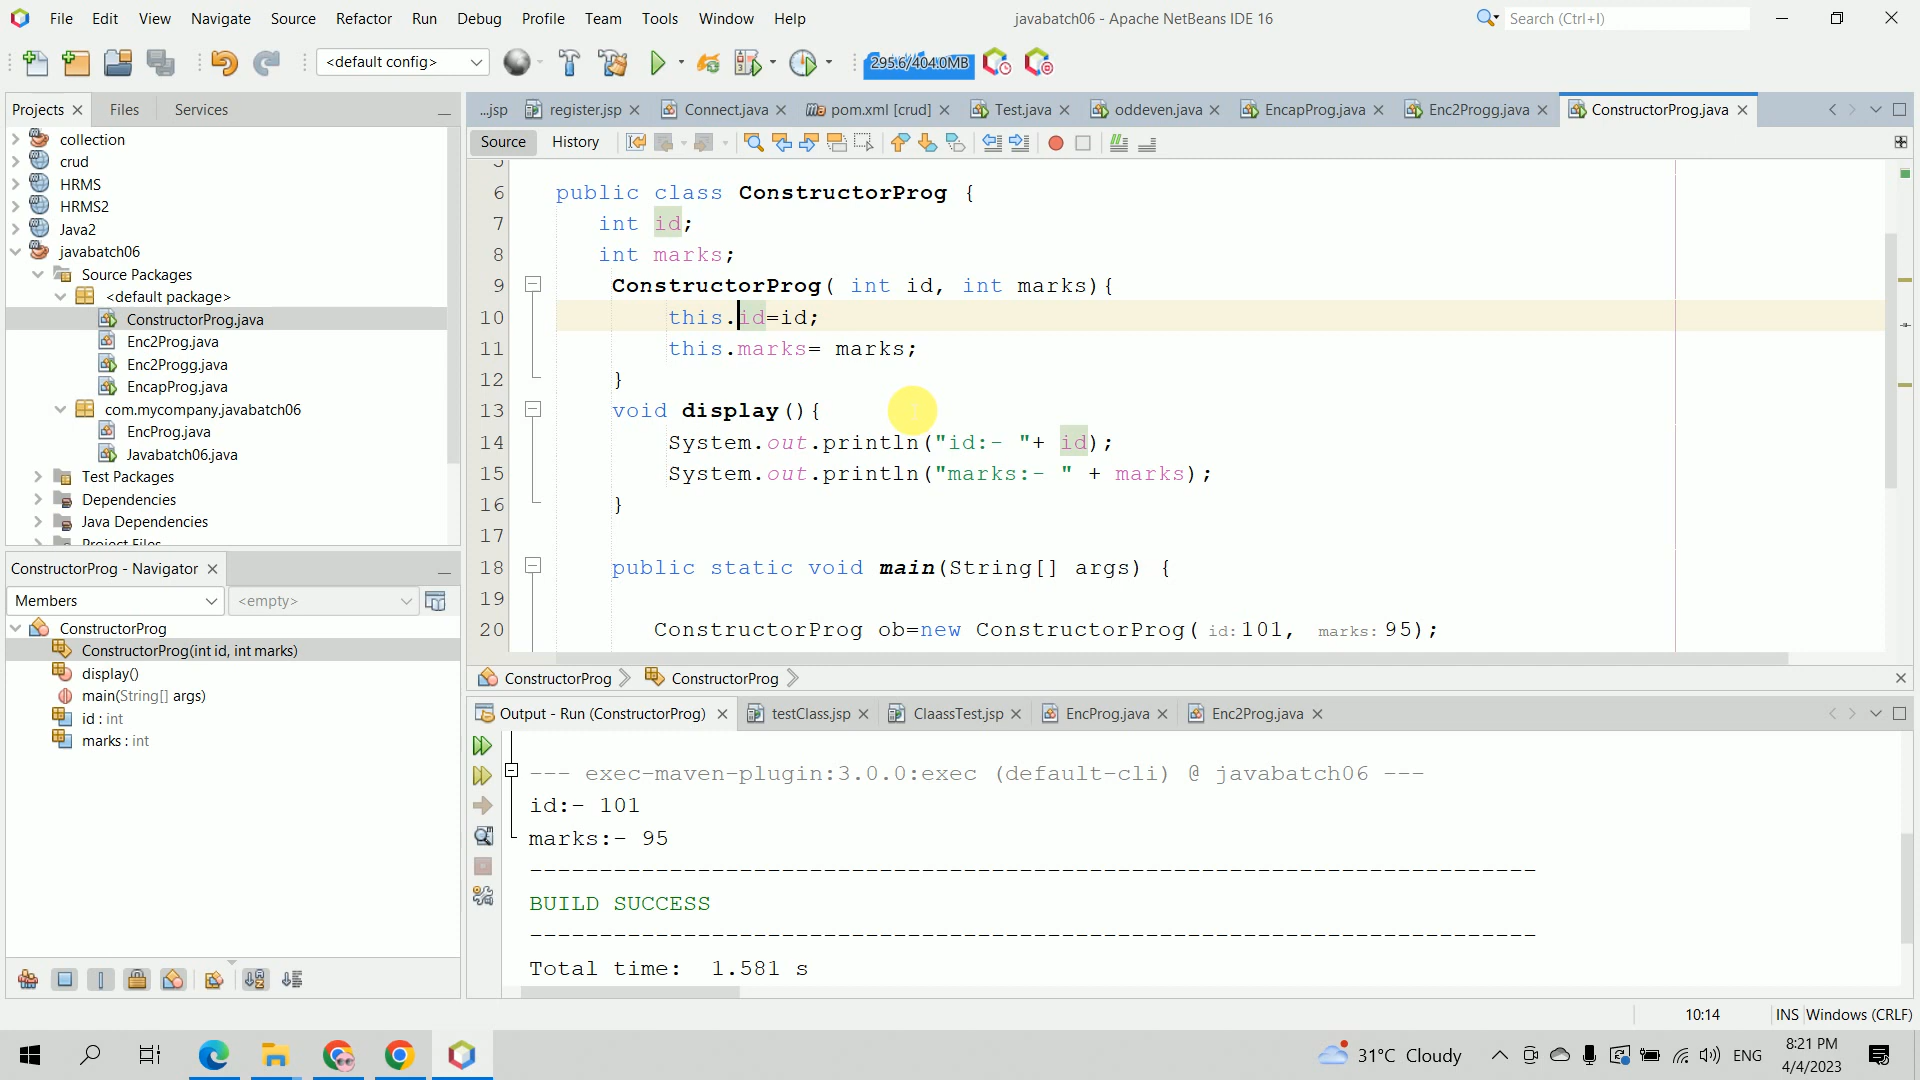 File Edit View Navigate Source Refactor Run Debug Profile Team Tools Window Help
javabatch06 - Apache NetBeans IDE 16
Search (Ctrl+I)
<default config>
295.6/404.0MB
Projects Files Services
...jsp register.jsp Connect.java pom.xml [crud] Test.java oddeven.java EncapProg.java Enc2Progg.java ConstructorProg.java
Source History
collection
crud
HRMS
HRMS2
Java2
javabatch06
Source Packages
<default package>
ConstructorProg.java
Enc2Prog.java
Enc2Progg.java
EncapProg.java
com.mycompany.javabatch06
EncProg.java
Javabatch06.java
Test Packages
Dependencies
Java Dependencies
Project Files
5
6 public class ConstructorProg {
7 int id;
8 int marks;
9 ConstructorProg( int id, int marks){
10 this.id=id;
11 this.marks= marks;
12 }
13 void display(){
14 System.out.println("id:- "+ id);
15 System.out.println("marks:- " + marks);
16 }
17
18 public static void main(String[] args) {
19
20 ConstructorProg ob=new ConstructorProg( id: 101, marks: 95);
ConstructorProg ConstructorProg
ConstructorProg - Navigator
Members <empty>
ConstructorProg
ConstructorProg(int id, int marks)
display()
main(String[] args)
id : int
marks : int
Output - Run (ConstructorProg) testClass.jsp ClaassTest.jsp EncProg.java Enc2Prog.java
--- exec-maven-plugin:3.0.0:exec (default-cli) @ javabatch06 ---
id:- 101
marks:- 95
------------------------------------------------------------------------
BUILD SUCCESS
------------------------------------------------------------------------
Total time:  1.581 s
10:14 INS Windows (CRLF)
31°C Cloudy
ENG
8:21 PM
4/4/2023